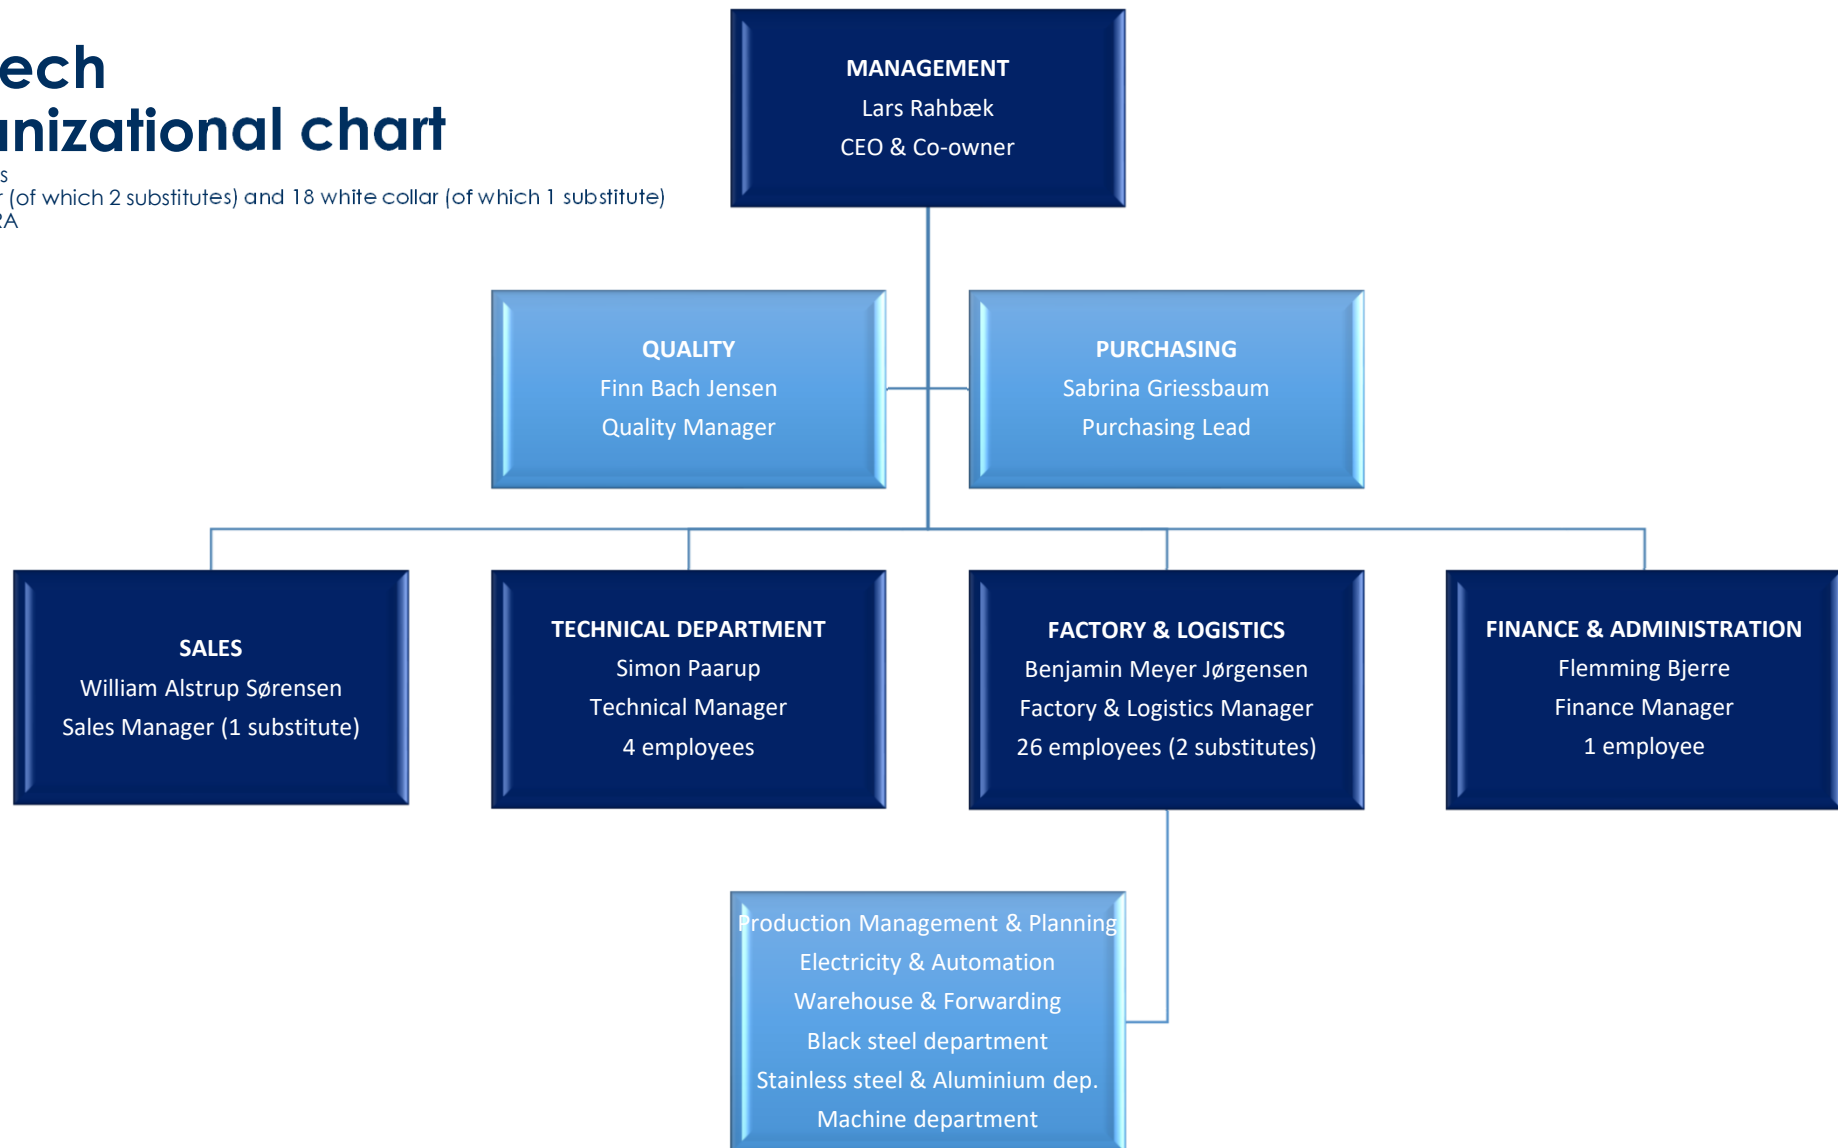 ech
nizational chart
s
(of which 2 substitutes) and 18 white collar (of which 1 substitute)
RA
MANAGEMENT
Lars Rahbæk
CEO & Co-owner
QUALITY
Finn Bach Jensen
Quality Manager
PURCHASING
Sabrina Griessbaum
Purchasing Lead
SALES
William Alstrup Sørensen
Sales Manager (1 substitute)
TECHNICAL DEPARTMENT
Simon Paarup
Technical Manager
4 employees
FACTORY & LOGISTICS
Benjamin Meyer Jørgensen
Factory & Logistics Manager
26 employees (2 substitutes)
FINANCE & ADMINISTRATION
Flemming Bjerre
Finance Manager
1 employee
Production Management & Planning
Electricity & Automation
Warehouse & Forwarding
Black steel department
Stainless steel & Aluminium dep.
Machine department